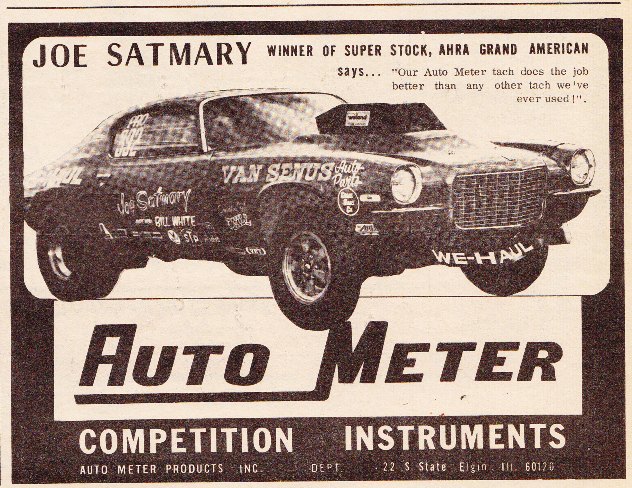 JOE SATMARY WINNER OF SUPER STOCK, AHRA GRAND AMERICAN
says... "Our Auto Meter tach does the job
better than any other tach we've
ever used!".
weiand
VAN SENUS Auto
Parts
Joe Satmary
BILL WHITE
STP
WE-HAUL
AUTO METER
COMPETITION INSTRUMENTS
AUTO METER PRODUCTS INC. DEPT. 22 S State Elgin Ill. 60120